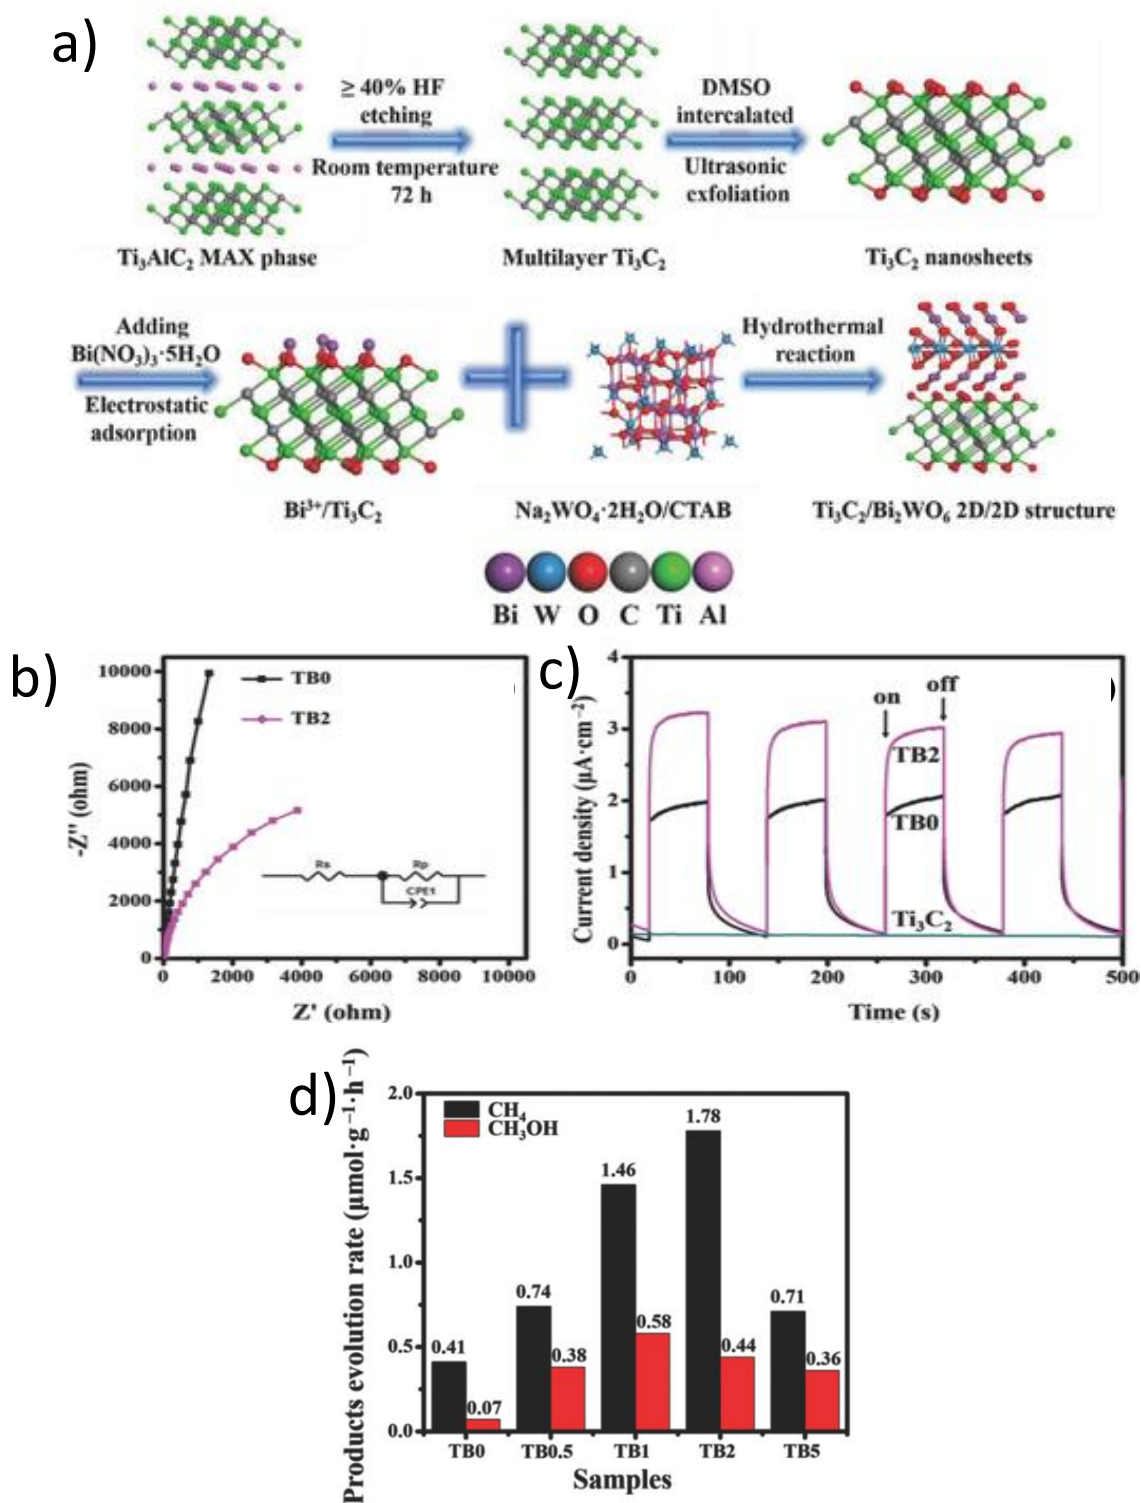 a)
≥ 40% HF
etching
Room temperature
72 h
DMSO
intercalated
Ultrasonic
exfoliation
Ti₃AlC₂ MAX phase
Multilayer Ti₃C₂
Ti₃C₂ nanosheets
Adding
Bi(NO₃)₃·5H₂O
Electrostatic
adsorption
Hydrothermal
reaction
Bi³⁺/Ti₃C₂
Na₂WO₄·2H₂O/CTAB
Ti₃C₂/Bi₂WO₆ 2D/2D structure
Bi W O C Ti Al
b)
10000
8000
6000
4000
2000
0
-Z" (ohm)
TB0
TB2
Rs
Rp
CPE1
0 2000 4000 6000 8000 10000
Z' (ohm)
c)
4
3
2
1
0
Current density (μA·cm⁻²)
on
off
TB2
TB0
Ti₃C₂
0 100 200 300 400 500
Time (s)
d)
Products evolution rate (μmol·g⁻¹·h⁻¹)
2.0
1.5
1.0
0.5
0.0
CH₄
CH₃OH
0.41
0.07
0.74
0.38
1.46
0.58
1.78
0.44
0.71
0.36
TB0 TB0.5 TB1 TB2 TB5
Samples